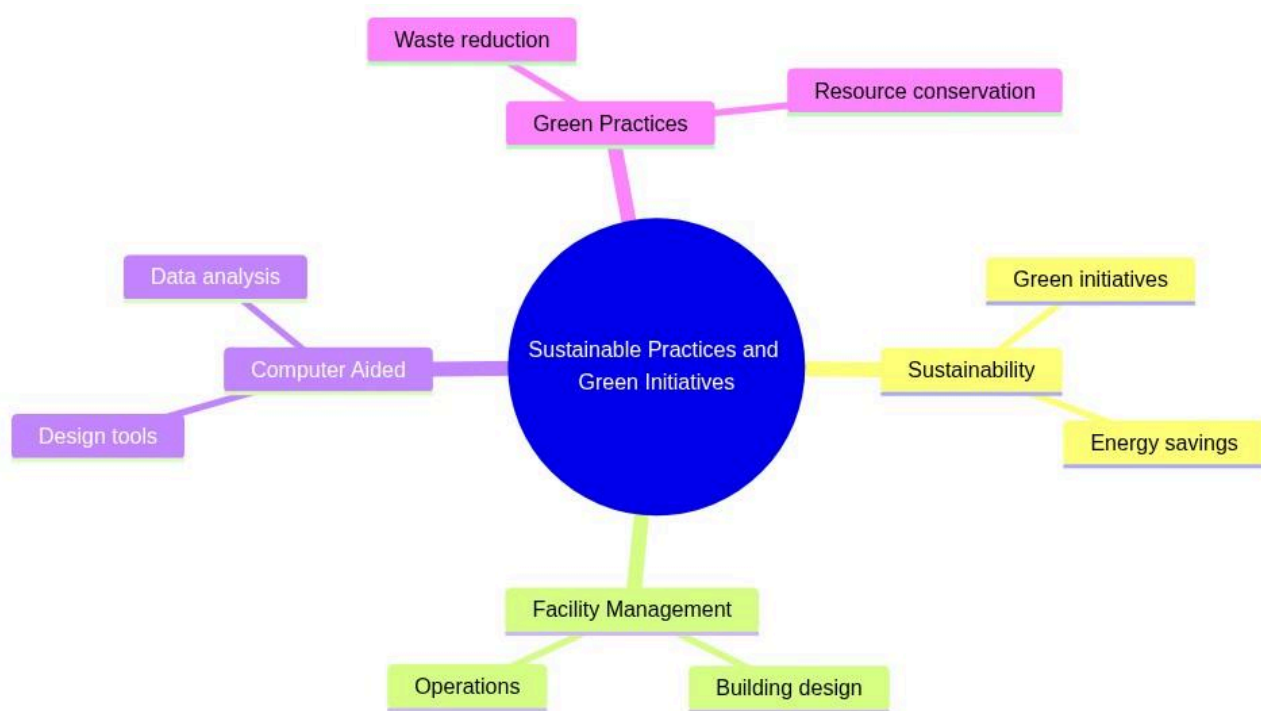 Waste reduction
Resource conservation
Green Practices
Data analysis
Green initiatives
Sustainable Practices and
Green Initiatives
Computer Aided
Sustainability
Design tools
Energy savings
Facility Management
Operations
Building design